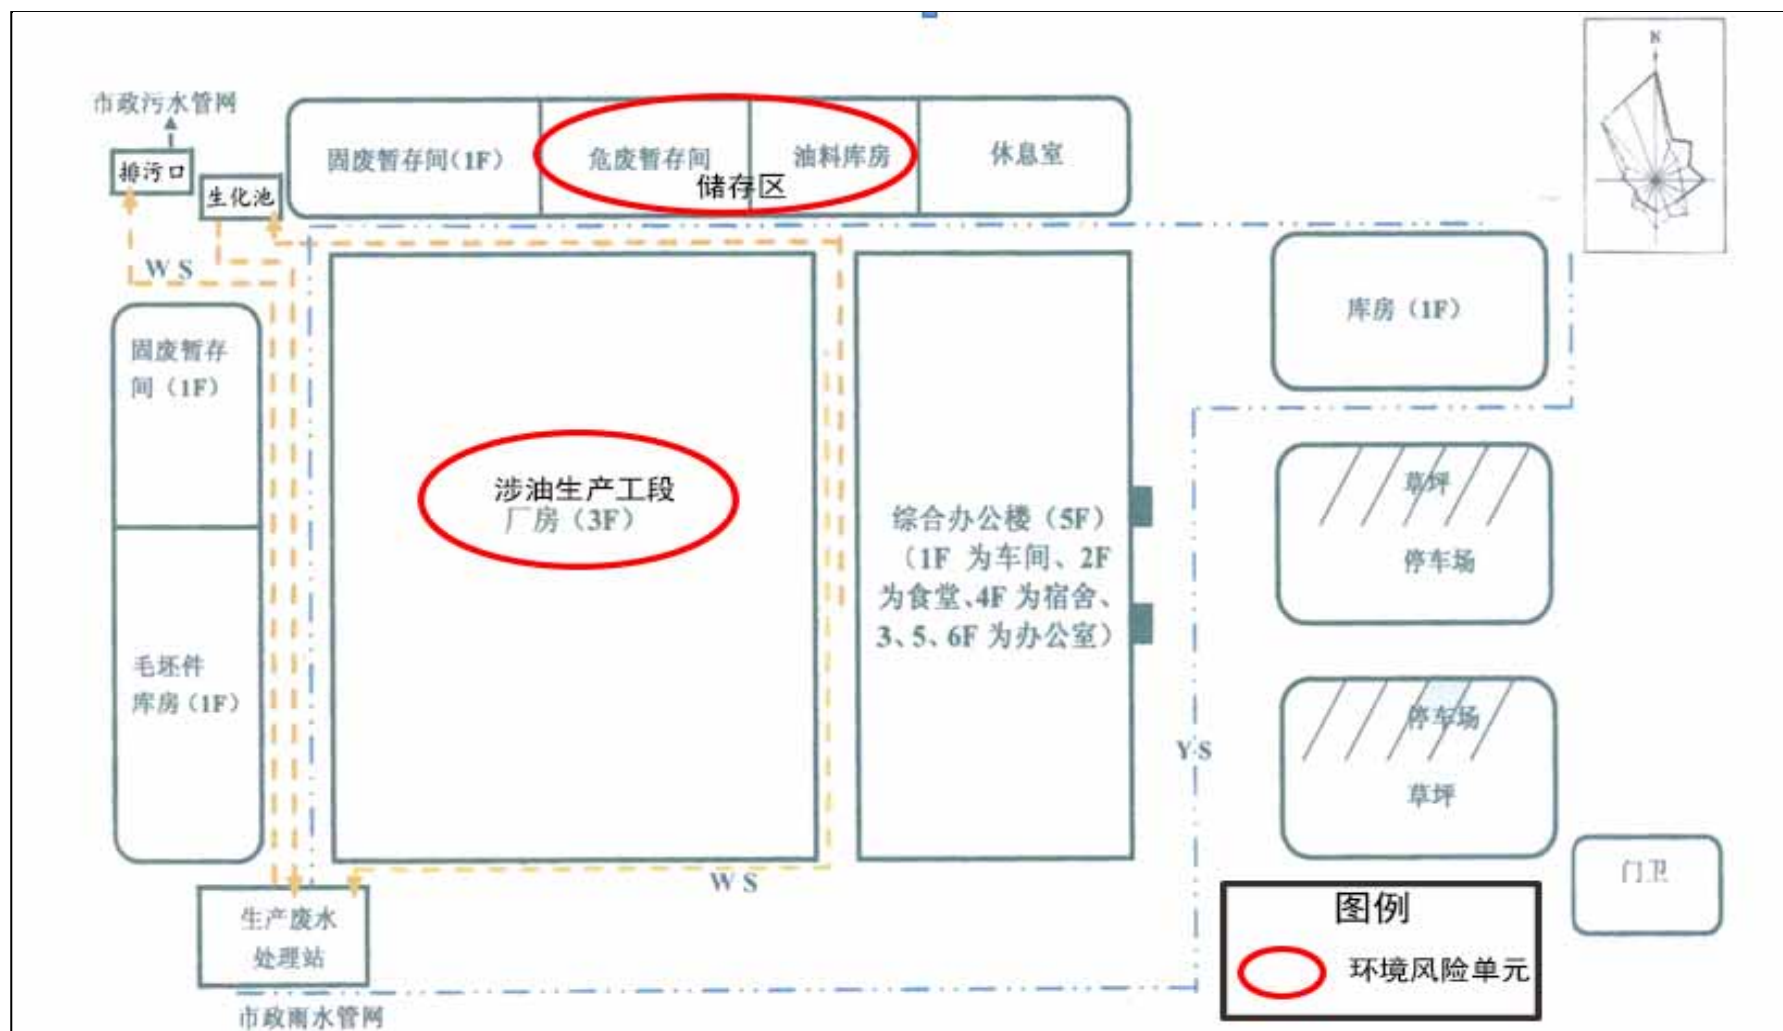 N
市政污水管网
排污口
生化池
固废暂存间(1F)
危废暂存间
油料库房
休息室
储存区
W S
库房（1F）
固废暂存
间（1F）
涉油生产工段
厂房（3F）
综合办公楼（5F）
（1F 为车间、2F
为食堂、4F 为宿舍、
3、5、6F 为办公室）
草坪
停车场
毛坯件
库房（1F）
停车场
草坪
Y S
W S
门卫
生产废水
处理站
图例
环境风险单元
市政雨水管网